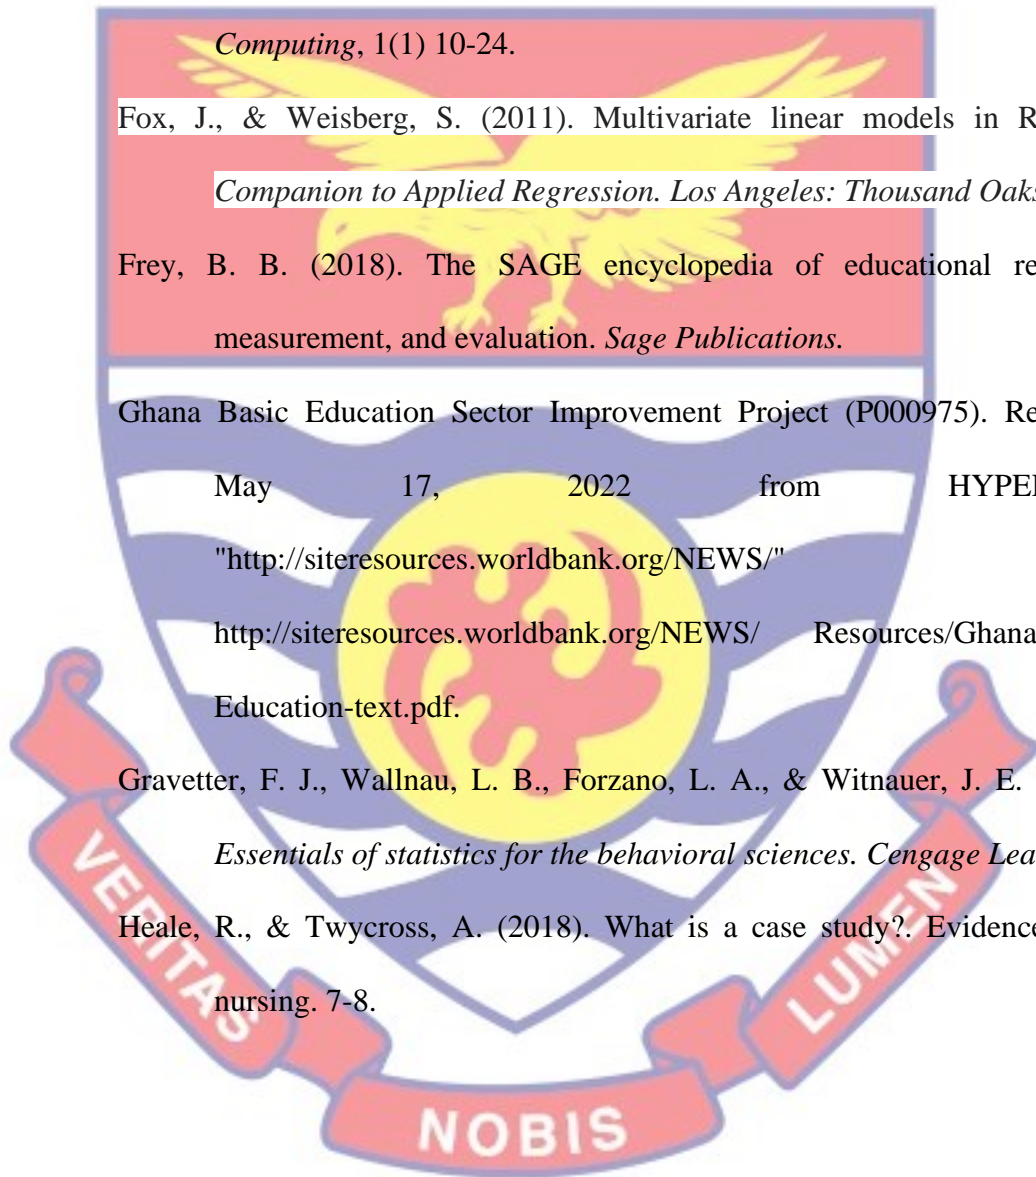 Computing, 1(1) 10-24.
Fox, J., & Weisberg, S. (2011). Multivariate linear models in R
Companion to Applied Regression. Los Angeles: Thousand Oaks
Frey, B. B. (2018). The SAGE encyclopedia of educational re
measurement, and evaluation. Sage Publications.
Ghana Basic Education Sector Improvement Project (P000975). Re
May 17, 2022 from HYPE
"http://siteresources.worldbank.org/NEWS/"
http://siteresources.worldbank.org/NEWS/ Resources/Ghana
Education-text.pdf.
Gravetter, F. J., Wallnau, L. B., Forzano, L. A., & Witnauer, J. E.
Essentials of statistics for the behavioral sciences. Cengage Lea
Heale, R., & Twycross, A. (2018). What is a case study?. Evidence
nursing. 7-8.
VERITAS
NOBIS
LUMEN